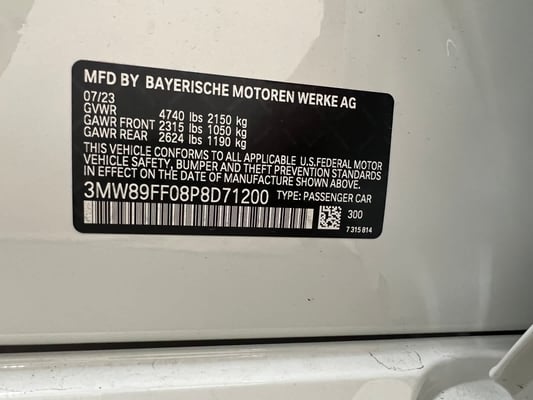 MFD BY BAYERISCHE MOTOREN WERKE AG
07/23
GVWR 4740 lbs 2150 kg
GAWR FRONT 2315 lbs 1050 kg
GAWR REAR 2624 lbs 1190 kg
THIS VEHICLE CONFORMS TO ALL APPLICABLE U.S.FEDERAL MOTOR
VEHICLE SAFETY, BUMPER AND THEFT PREVENTION STANDARDS
IN EFFECT ON THE DATE OF MANUFACTURE SHOWN ABOVE.
3MW89FF08P8D71200 TYPE: PASSENGER CAR
300
7 315 814